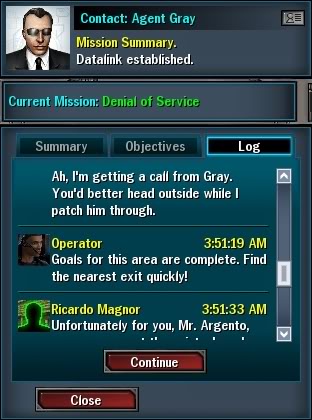 Contact: Agent Gray
Mission Summary.
Datalink established.
Current Mission: Denial of Service
Summary
Objectives
Log
Ah, I'm getting a call from Gray.
You'd better head outside while I
patch him through.
Operator 3:51:19 AM
Goals for this area are complete. Find
the nearest exit quickly!
Ricardo Magnor 3:51:33 AM
Unfortunately for you, Mr. Argento,
Continue
Close